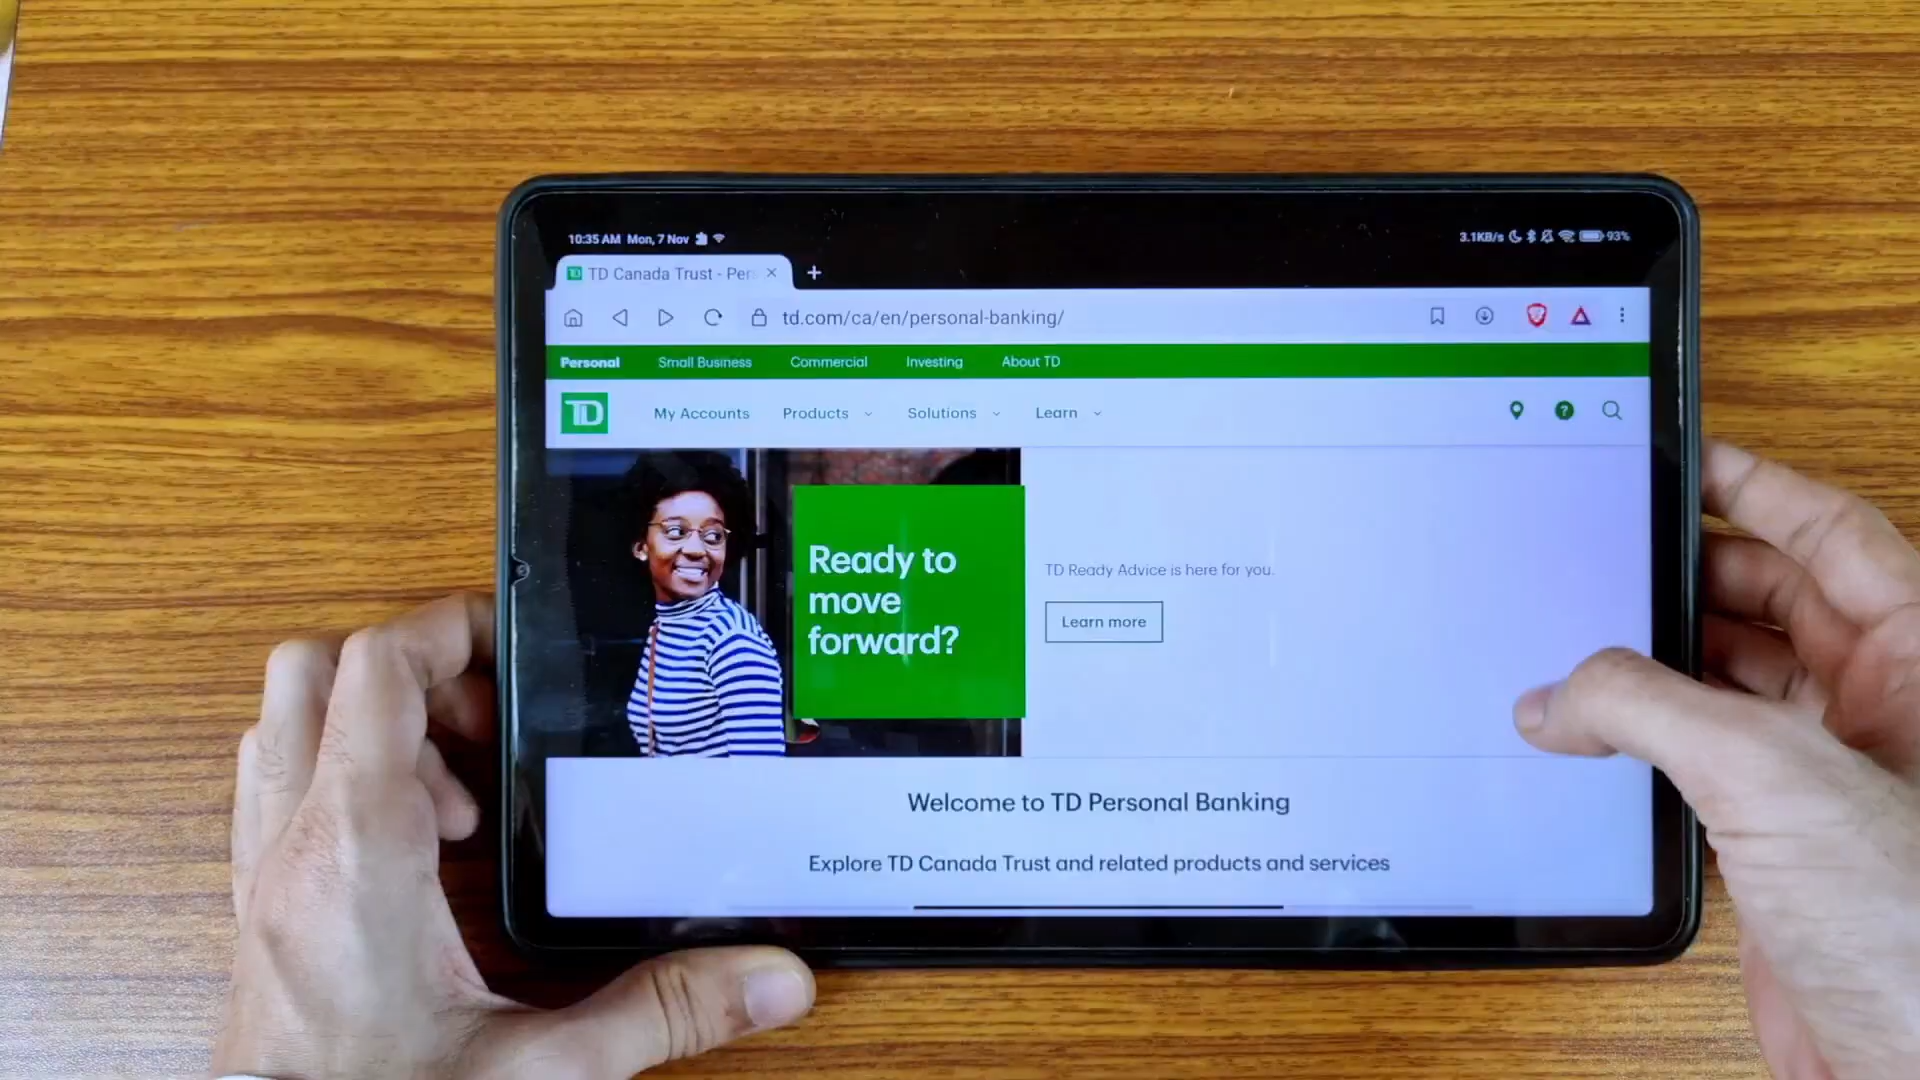 10:35 AM Mon, 7 Nov
3.1KB/s 93%
TD Canada Trust - Per
td.com/ca/en/personal-banking/
Personal Small Business Commercial Investing About TD
TD My Accounts Products Solutions Learn
Ready to
move
forward?
TD Ready Advice is here for you.
Learn more
Welcome to TD Personal Banking
Explore TD Canada Trust and related products and services